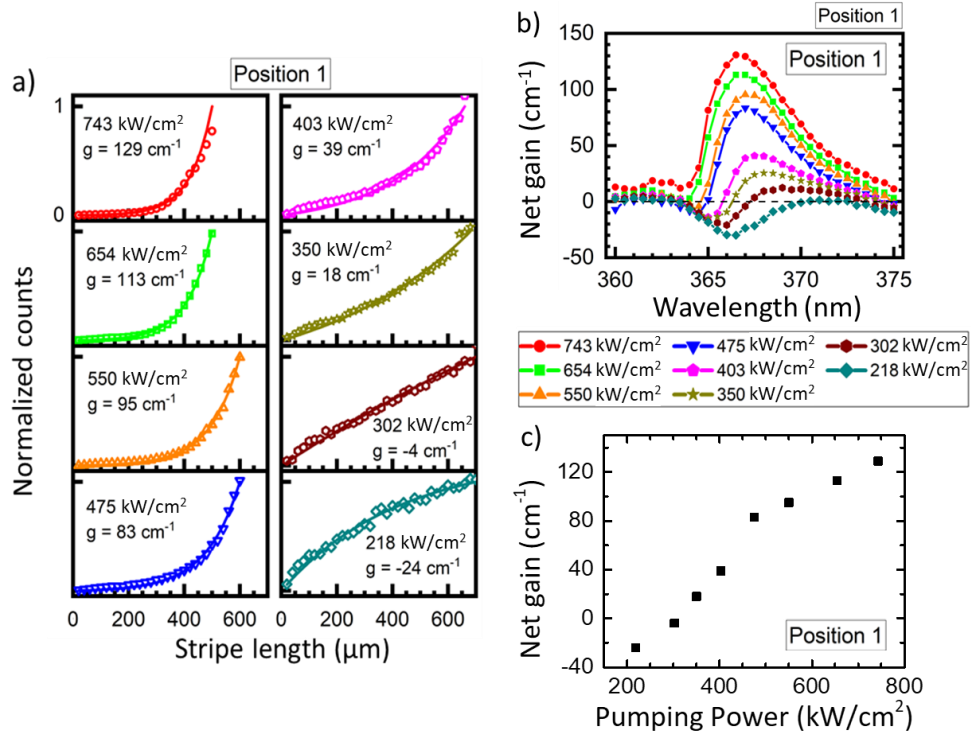 a)
Position 1
Normalized counts
1
0
743 kW/cm²
g = 129 cm⁻¹
403 kW/cm²
g = 39 cm⁻¹
654 kW/cm²
g = 113 cm⁻¹
350 kW/cm²
g = 18 cm⁻¹
550 kW/cm²
g = 95 cm⁻¹
302 kW/cm²
g = -4 cm⁻¹
475 kW/cm²
g = 83 cm⁻¹
218 kW/cm²
g = -24 cm⁻¹
0 200 400 600 0 200 400 600
Stripe length (µm)
b)
Position 1
Position 1
Net gain (cm⁻¹)
150
100
50
0
-50
360 365 370 375
Wavelength (nm)
743 kW/cm² 475 kW/cm² 302 kW/cm²
654 kW/cm² 403 kW/cm² 218 kW/cm²
550 kW/cm² 350 kW/cm²
c)
Net gain (cm⁻¹)
120
80
40
0
-40
Position 1
200 400 600 800
Pumping Power (kW/cm²)